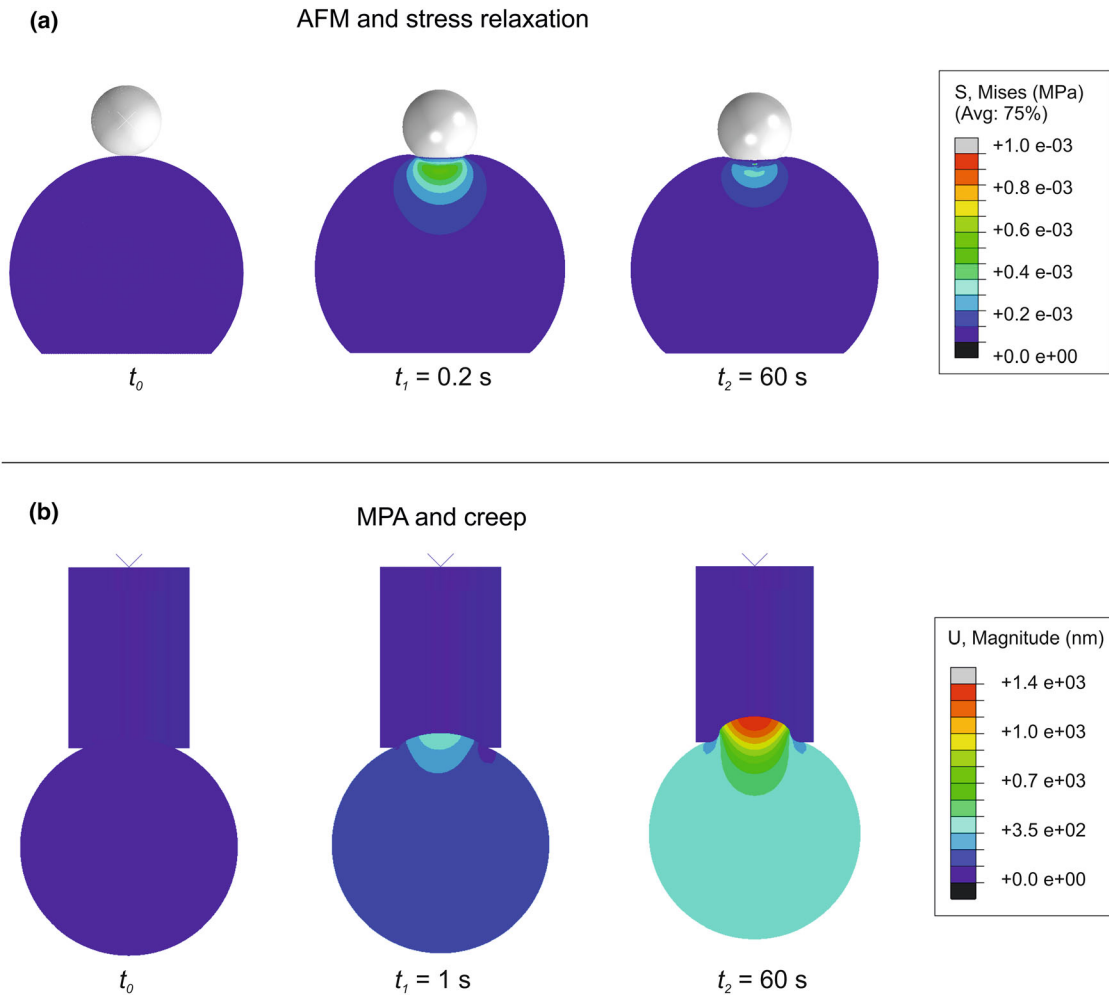 (a)
AFM and stress relaxation
S, Mises (MPa)
(Avg: 75%)
+1.0 e-03
+0.8 e-03
+0.6 e-03
+0.4 e-03
+0.2 e-03
+0.0 e+00
t0
t1 = 0.2 s
t2 = 60 s
(b)
MPA and creep
U, Magnitude (nm)
+1.4 e+03
+1.0 e+03
+0.7 e+03
+3.5 e+02
+0.0 e+00
t0
t1 = 1 s
t2 = 60 s